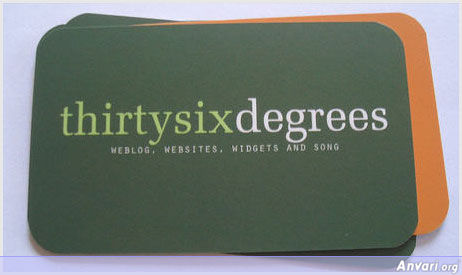 thirtysixdegrees
WEBLOG, WEBSITES, WIDGETS AND SONG
Anvari.org